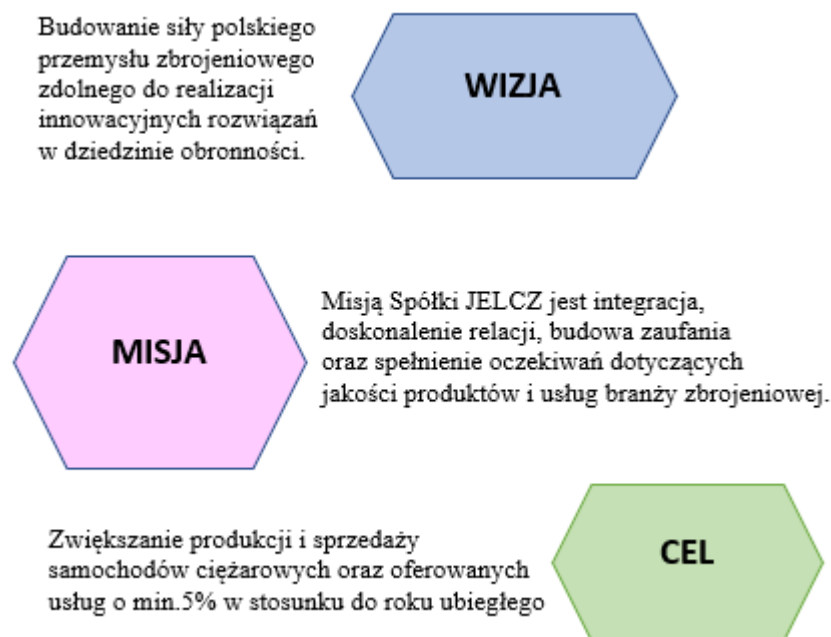 Budowanie siły polskiego
przemysłu zbrojeniowego
zdolnego do realizacji
innowacyjnych rozwiązań
w dziedzinie obronności.
WIZJA
MISJA
Misją Spółki JELCZ jest integracja,
doskonalenie relacji, budowa zaufania
oraz spełnienie oczekiwań dotyczących
jakości produktów i usług branży zbrojeniowej.
Zwiększanie produkcji i sprzedaży
samochodów ciężarowych oraz oferowanych
usług o min.5% w stosunku do roku ubiegłego
CEL